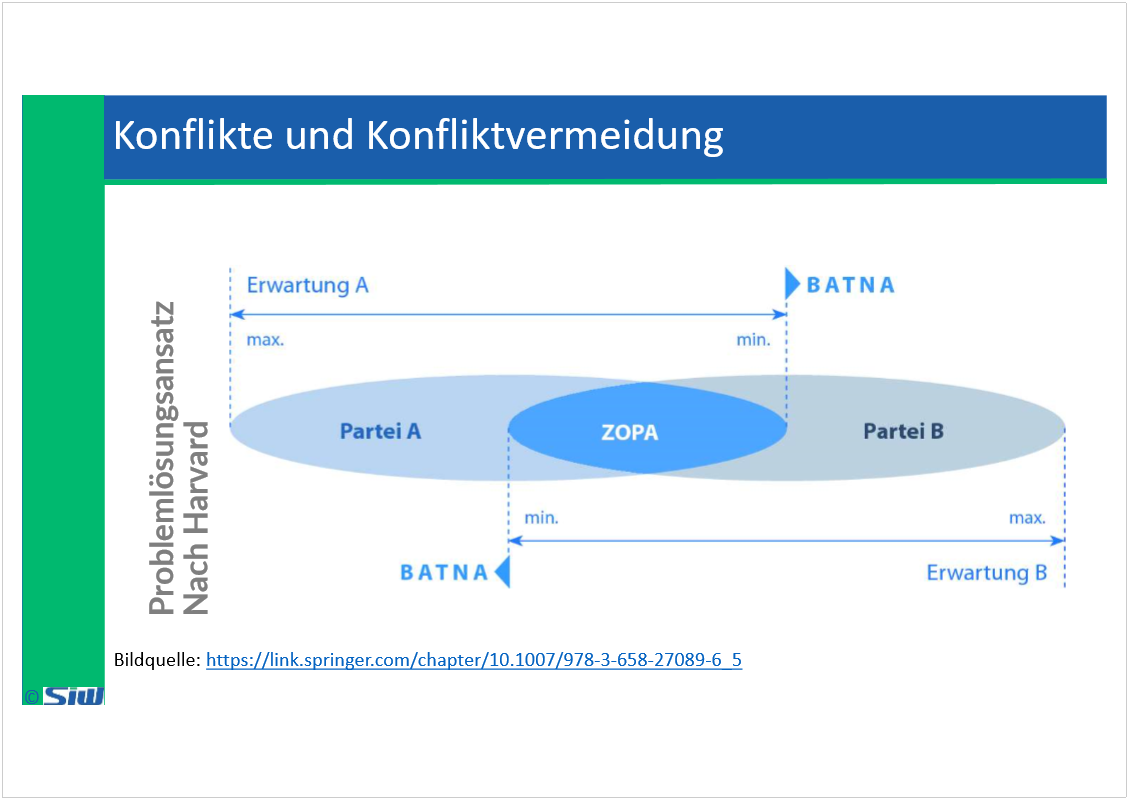 Konflikte und Konfliktvermeidung
Problemlösungsansatz
Nach Harvard
Erwartung A
BATNA
max.
min.
Partei A
ZOPA
Partei B
min.
max.
BATNA
Erwartung B
Bildquelle: https://link.springer.com/chapter/10.1007/978-3-658-27089-6_5
© SiW